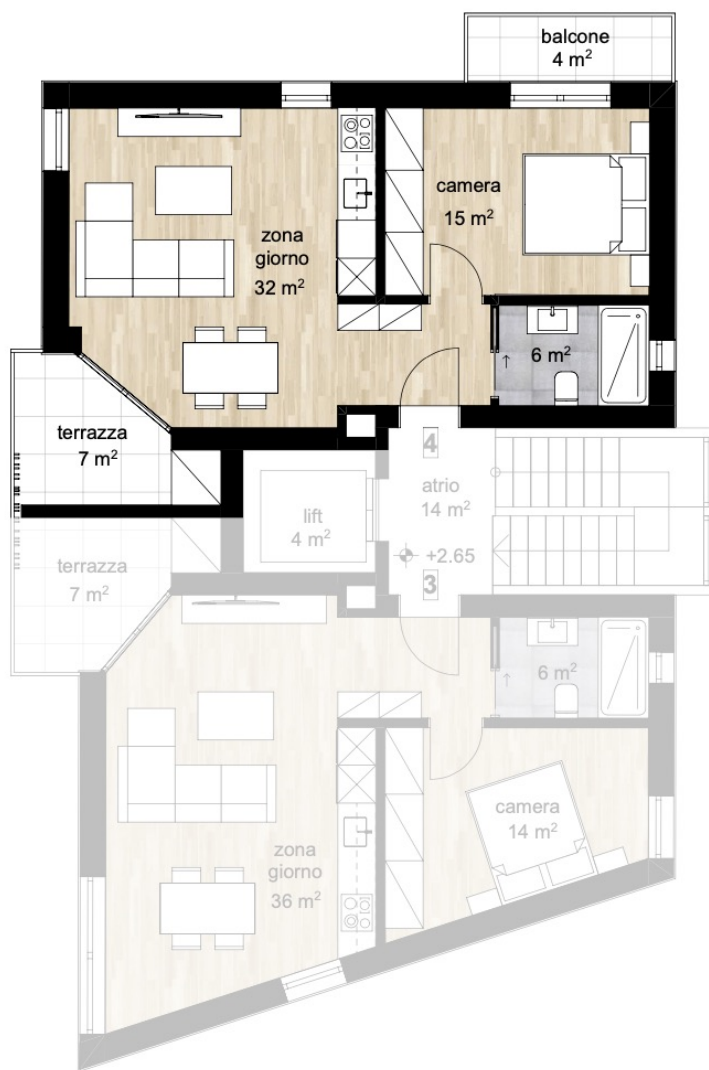 balcone
4 m²
camera
15 m²
zona
giorno
32 m²
6 m²
terrazza
7 m²
4
atrio
14 m²
lift
4 m²
+2.65
3
terrazza
7 m²
6 m²
camera
14 m²
zona
giorno
36 m²